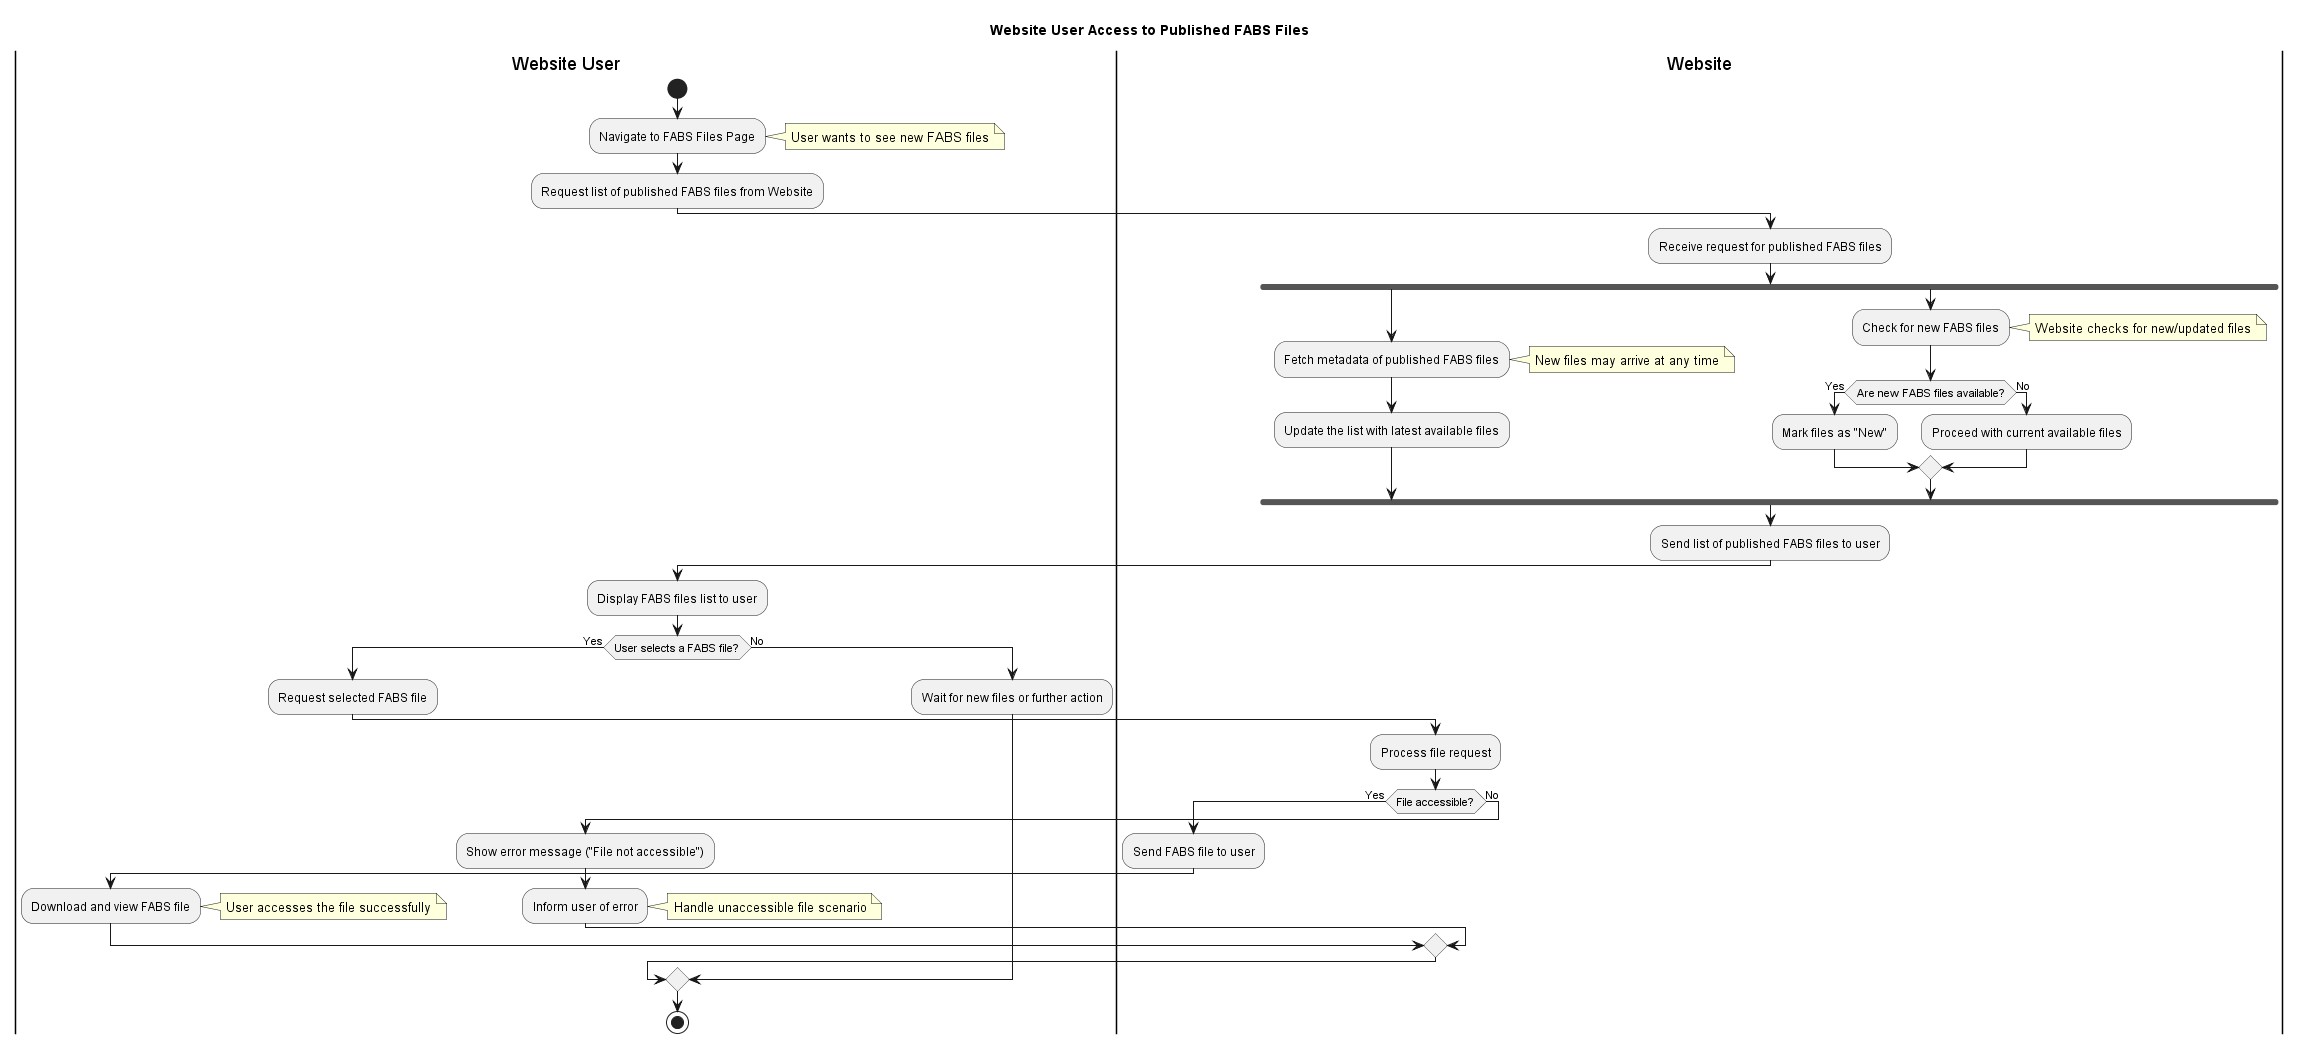 Website User Access to Published FABS Files
Website User
Website
Navigate to FABS Files Page
User wants to see new FABS files
Request list of published FABS files from Website
Receive request for published FABS files
Check for new FABS files
Website checks for new/updated files
Fetch metadata of published FABS files
New files may arrive at any time
Yes
Are new FABS files available?
No
Update the list with latest available files
Mark files as "New"
Proceed with current available files
Send list of published FABS files to user
Display FABS files list to user
Yes
User selects a FABS file?
No
Request selected FABS file
Wait for new files or further action
Process file request
Yes
File accessible?
No
Show error message ("File not accessible")
Send FABS file to user
Download and view FABS file
User accesses the file successfully
Inform user of error
Handle unaccessible file scenario